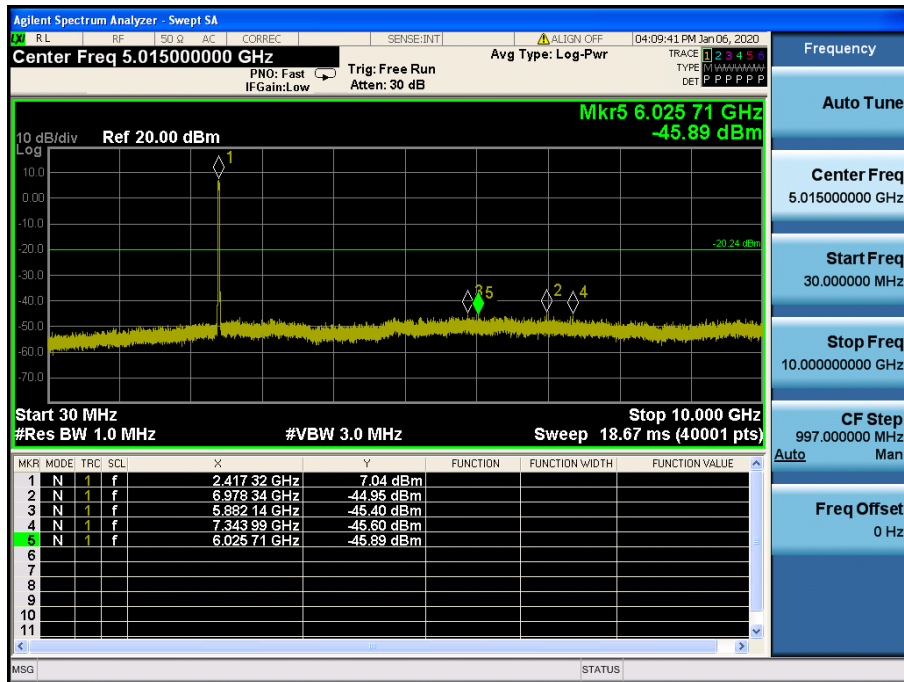 Agilent Spectrum Analyzer - Swept SA
LXI RL RF 50 Ω AC CORREC SENSE:INT ALIGN OFF 04:09:41 PM Jan 06, 2020
Center Freq 5.015000000 GHz
PNO: Fast
IFGain:Low
Trig: Free Run
Atten: 30 dB
Avg Type: Log-Pwr
TRACE 1 2 3 4 5 6
TYPE M WWWWW
DET P P P P P P
Mkr5 6.025 71 GHz
-45.89 dBm
10 dB/div Ref 20.00 dBm
Log
10.0
0.00
-10.0
-20.0
-30.0
-40.0
-50.0
-60.0
-70.0
1
-20.24 dBm
3 5 2 4
Start 30 MHz Stop 10.000 GHz
#Res BW 1.0 MHz #VBW 3.0 MHz Sweep 18.67 ms (40001 pts)
MKR MODE TRC SCL X Y FUNCTION FUNCTION WIDTH FUNCTION VALUE
1 N 1 f 2.417 32 GHz 7.04 dBm
2 N 1 f 6.978 34 GHz -44.95 dBm
3 N 1 f 5.882 14 GHz -45.40 dBm
4 N 1 f 7.343 99 GHz -45.60 dBm
5 N 1 f 6.025 71 GHz -45.89 dBm
6
7
8
9
10
11
MSG STATUS
Frequency
Auto Tune
Center Freq
5.015000000 GHz
Start Freq
30.000000 MHz
Stop Freq
10.000000000 GHz
CF Step
997.000000 MHz
Auto Man
Freq Offset
0 Hz